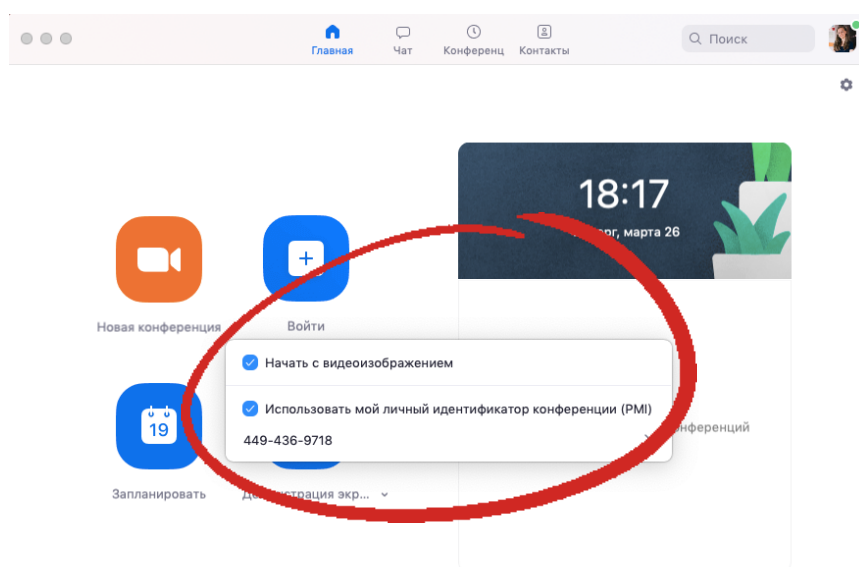 Главная
Чат
Конференц
Контакты
Поиск
18:17
марта 26
Новая конференция
Войти
Начать с видеоизображением
Использовать мой личный идентификатор конференции (PMI)
449-436-9718
19
Запланировать
экр...